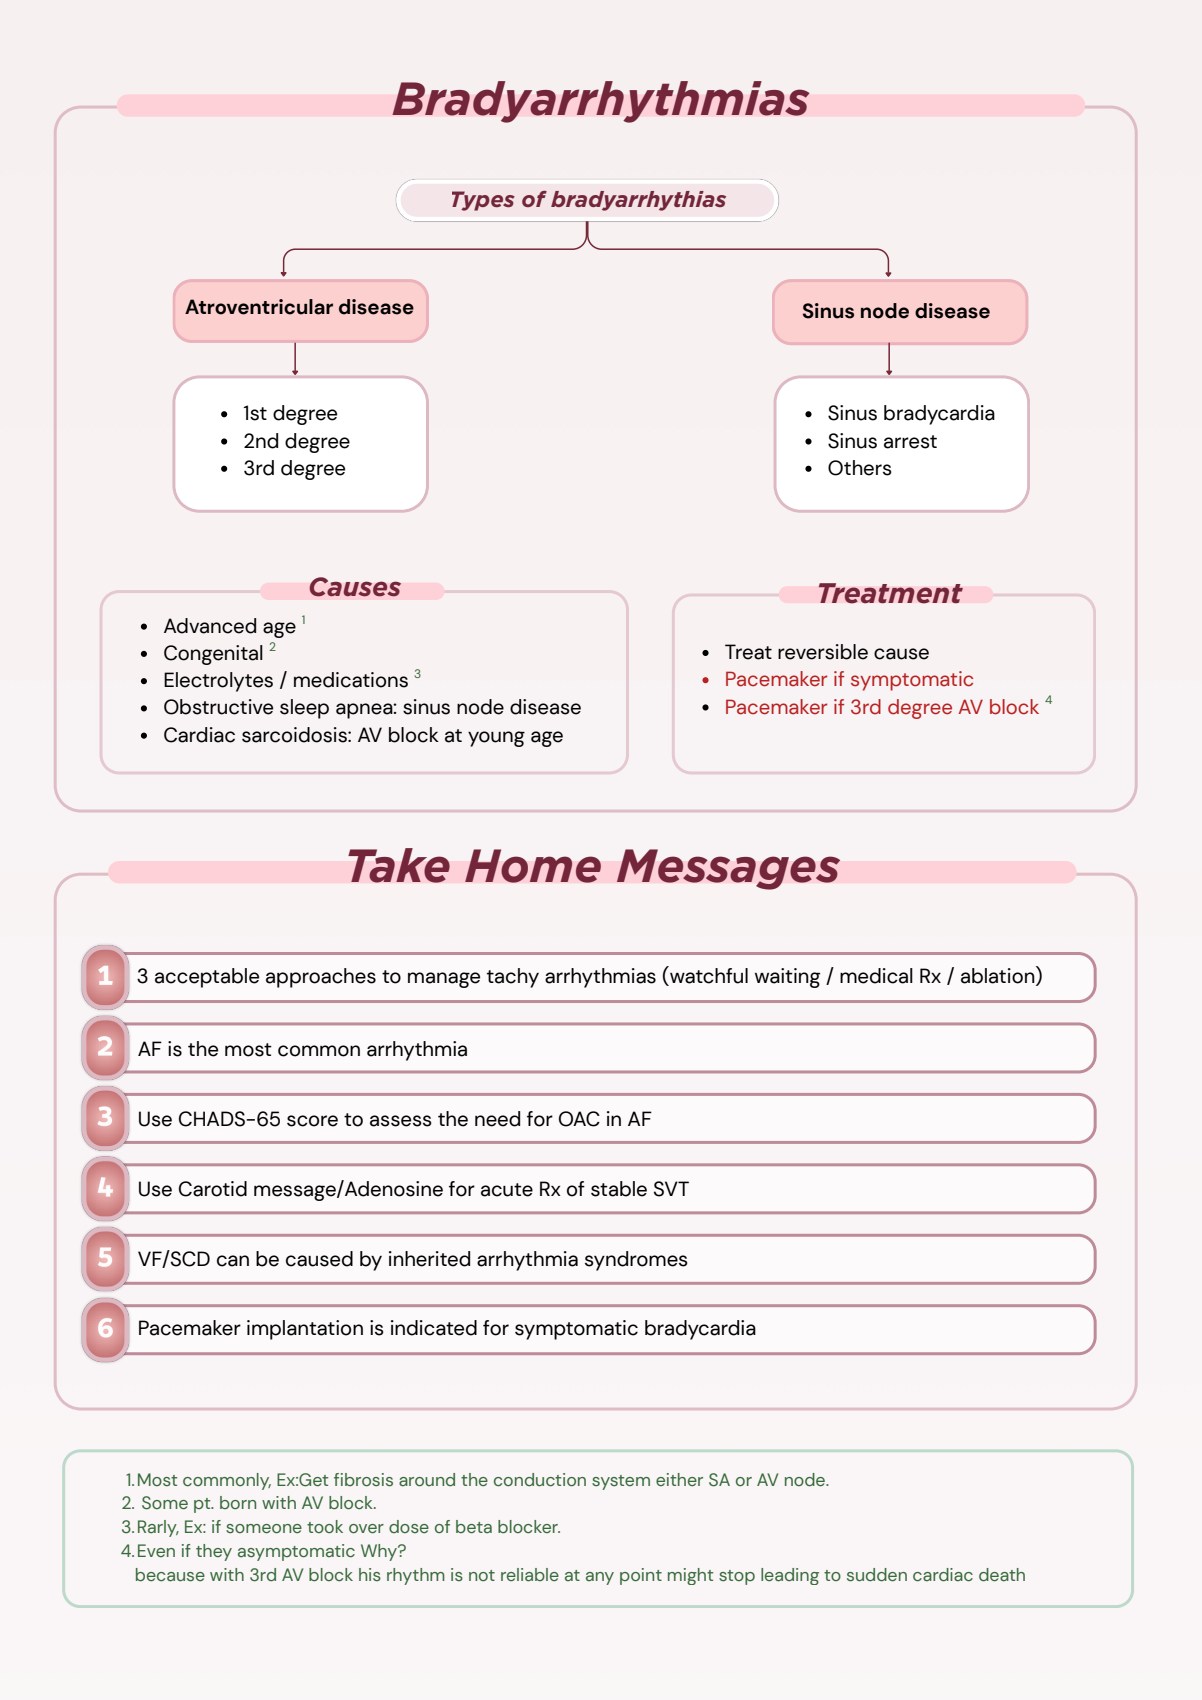 Bradyarrhythmias
Types of bradyarrhythias
Atroventricular disease
Sinus node disease
• 1st degree
• 2nd degree
• 3rd degree
• Sinus bradycardia
• Sinus arrest
• Others
Causes
• Advanced age 1
• Congenital 2
• Electrolytes / medications 3
• Obstructive sleep apnea: sinus node disease
• Cardiac sarcoidosis: AV block at young age
Treatment
• Treat reversible cause
• Pacemaker if symptomatic
• Pacemaker if 3rd degree AV block 4
Take Home Messages
1 3 acceptable approaches to manage tachy arrhythmias (watchful waiting / medical Rx / ablation)
2 AF is the most common arrhythmia
3 Use CHADS-65 score to assess the need for OAC in AF
4 Use Carotid message/Adenosine for acute Rx of stable SVT
5 VF/SCD can be caused by inherited arrhythmia syndromes
6 Pacemaker implantation is indicated for symptomatic bradycardia
1.Most commonly, Ex:Get fibrosis around the conduction system either SA or AV node.
2. Some pt. born with AV block.
3.Rarly, Ex: if someone took over dose of beta blocker.
4.Even if they asymptomatic Why?
because with 3rd AV block his rhythm is not reliable at any point might stop leading to sudden cardiac death